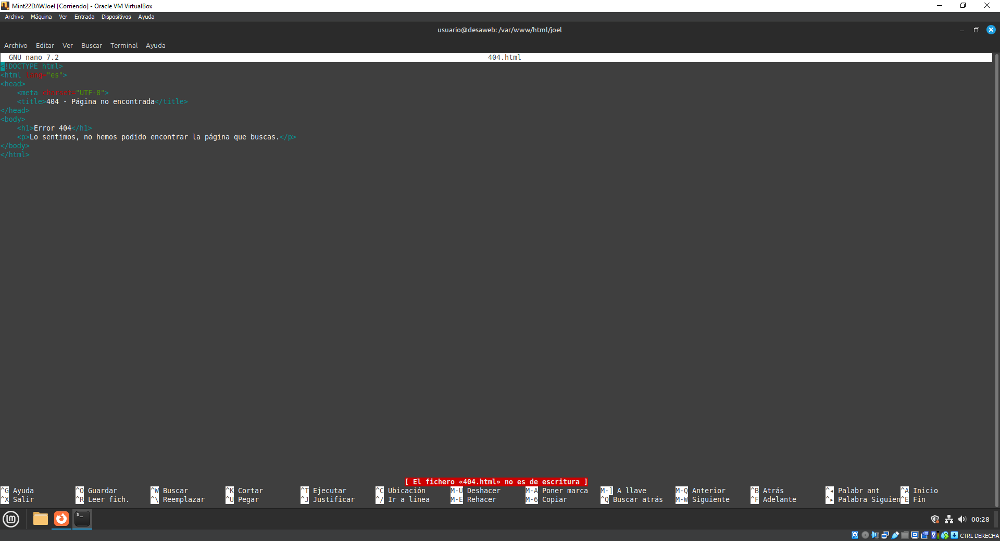 Mint22DAWJoel [Corriendo] - Oracle VM VirtualBox
Archivo Máquina Ver Entrada Dispositivos Ayuda
usuario@desaweb: /var/www/html/joel
Archivo Editar Ver Buscar Terminal Ayuda
GNU nano 7.2 404.html
<!DOCTYPE html>
<html lang="es">
<head>
    <meta charset="UTF-8">
    <title>404 - Página no encontrada</title>
</head>
<body>
    <h1>Error 404</h1>
    <p>Lo sentimos, no hemos podido encontrar la página que buscas.</p>
</body>
</html>
[ El fichero «404.html» no es de escritura ]
^G Ayuda ^O Guardar ^W Buscar ^K Cortar ^T Ejecutar ^C Ubicación M-U Deshacer M-A Poner marca M-] A llave M-Q Anterior ^B Atrás ^◂ Palabr ant ^A Inicio
^X Salir ^R Leer fich. ^\ Reemplazar ^U Pegar ^J Justificar ^/ Ir a línea M-E Rehacer M-6 Copiar ^Q Buscar atrás M-W Siguiente ^F Adelante ^▸ Palabra Siguien ^E Fin
00:28
CTRL DERECHA